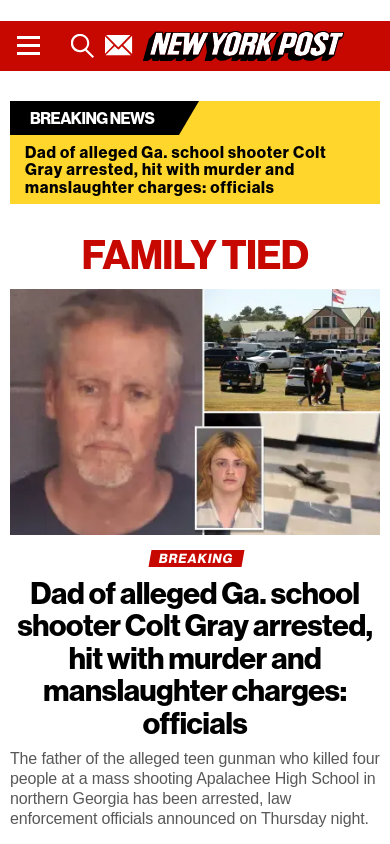 NEW YORK POST
BREAKING NEWS
Dad of alleged Ga. school shooter Colt
Gray arrested, hit with murder and
manslaughter charges: officials
FAMILY TIED
BREAKING
Dad of alleged Ga. school
shooter Colt Gray arrested,
hit with murder and
manslaughter charges:
officials
The father of the alleged teen gunman who killed four
people at a mass shooting Apalachee High School in
northern Georgia has been arrested, law
enforcement officials announced on Thursday night.